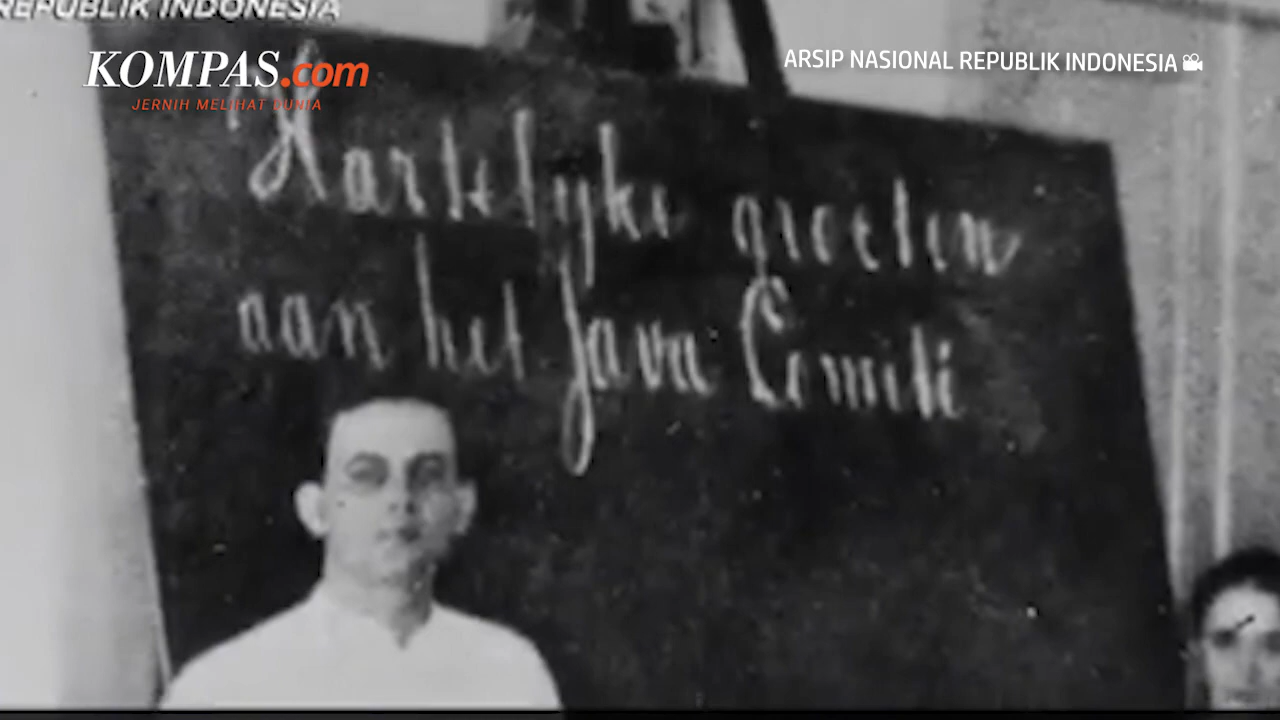 REPUBLIK INDONESIA
KOMPAS.com
JERNIH MELIHAT DUNIA
ARSIP NASIONAL REPUBLIK INDONESIA
Hartelyke groeten
aan het Java Comité